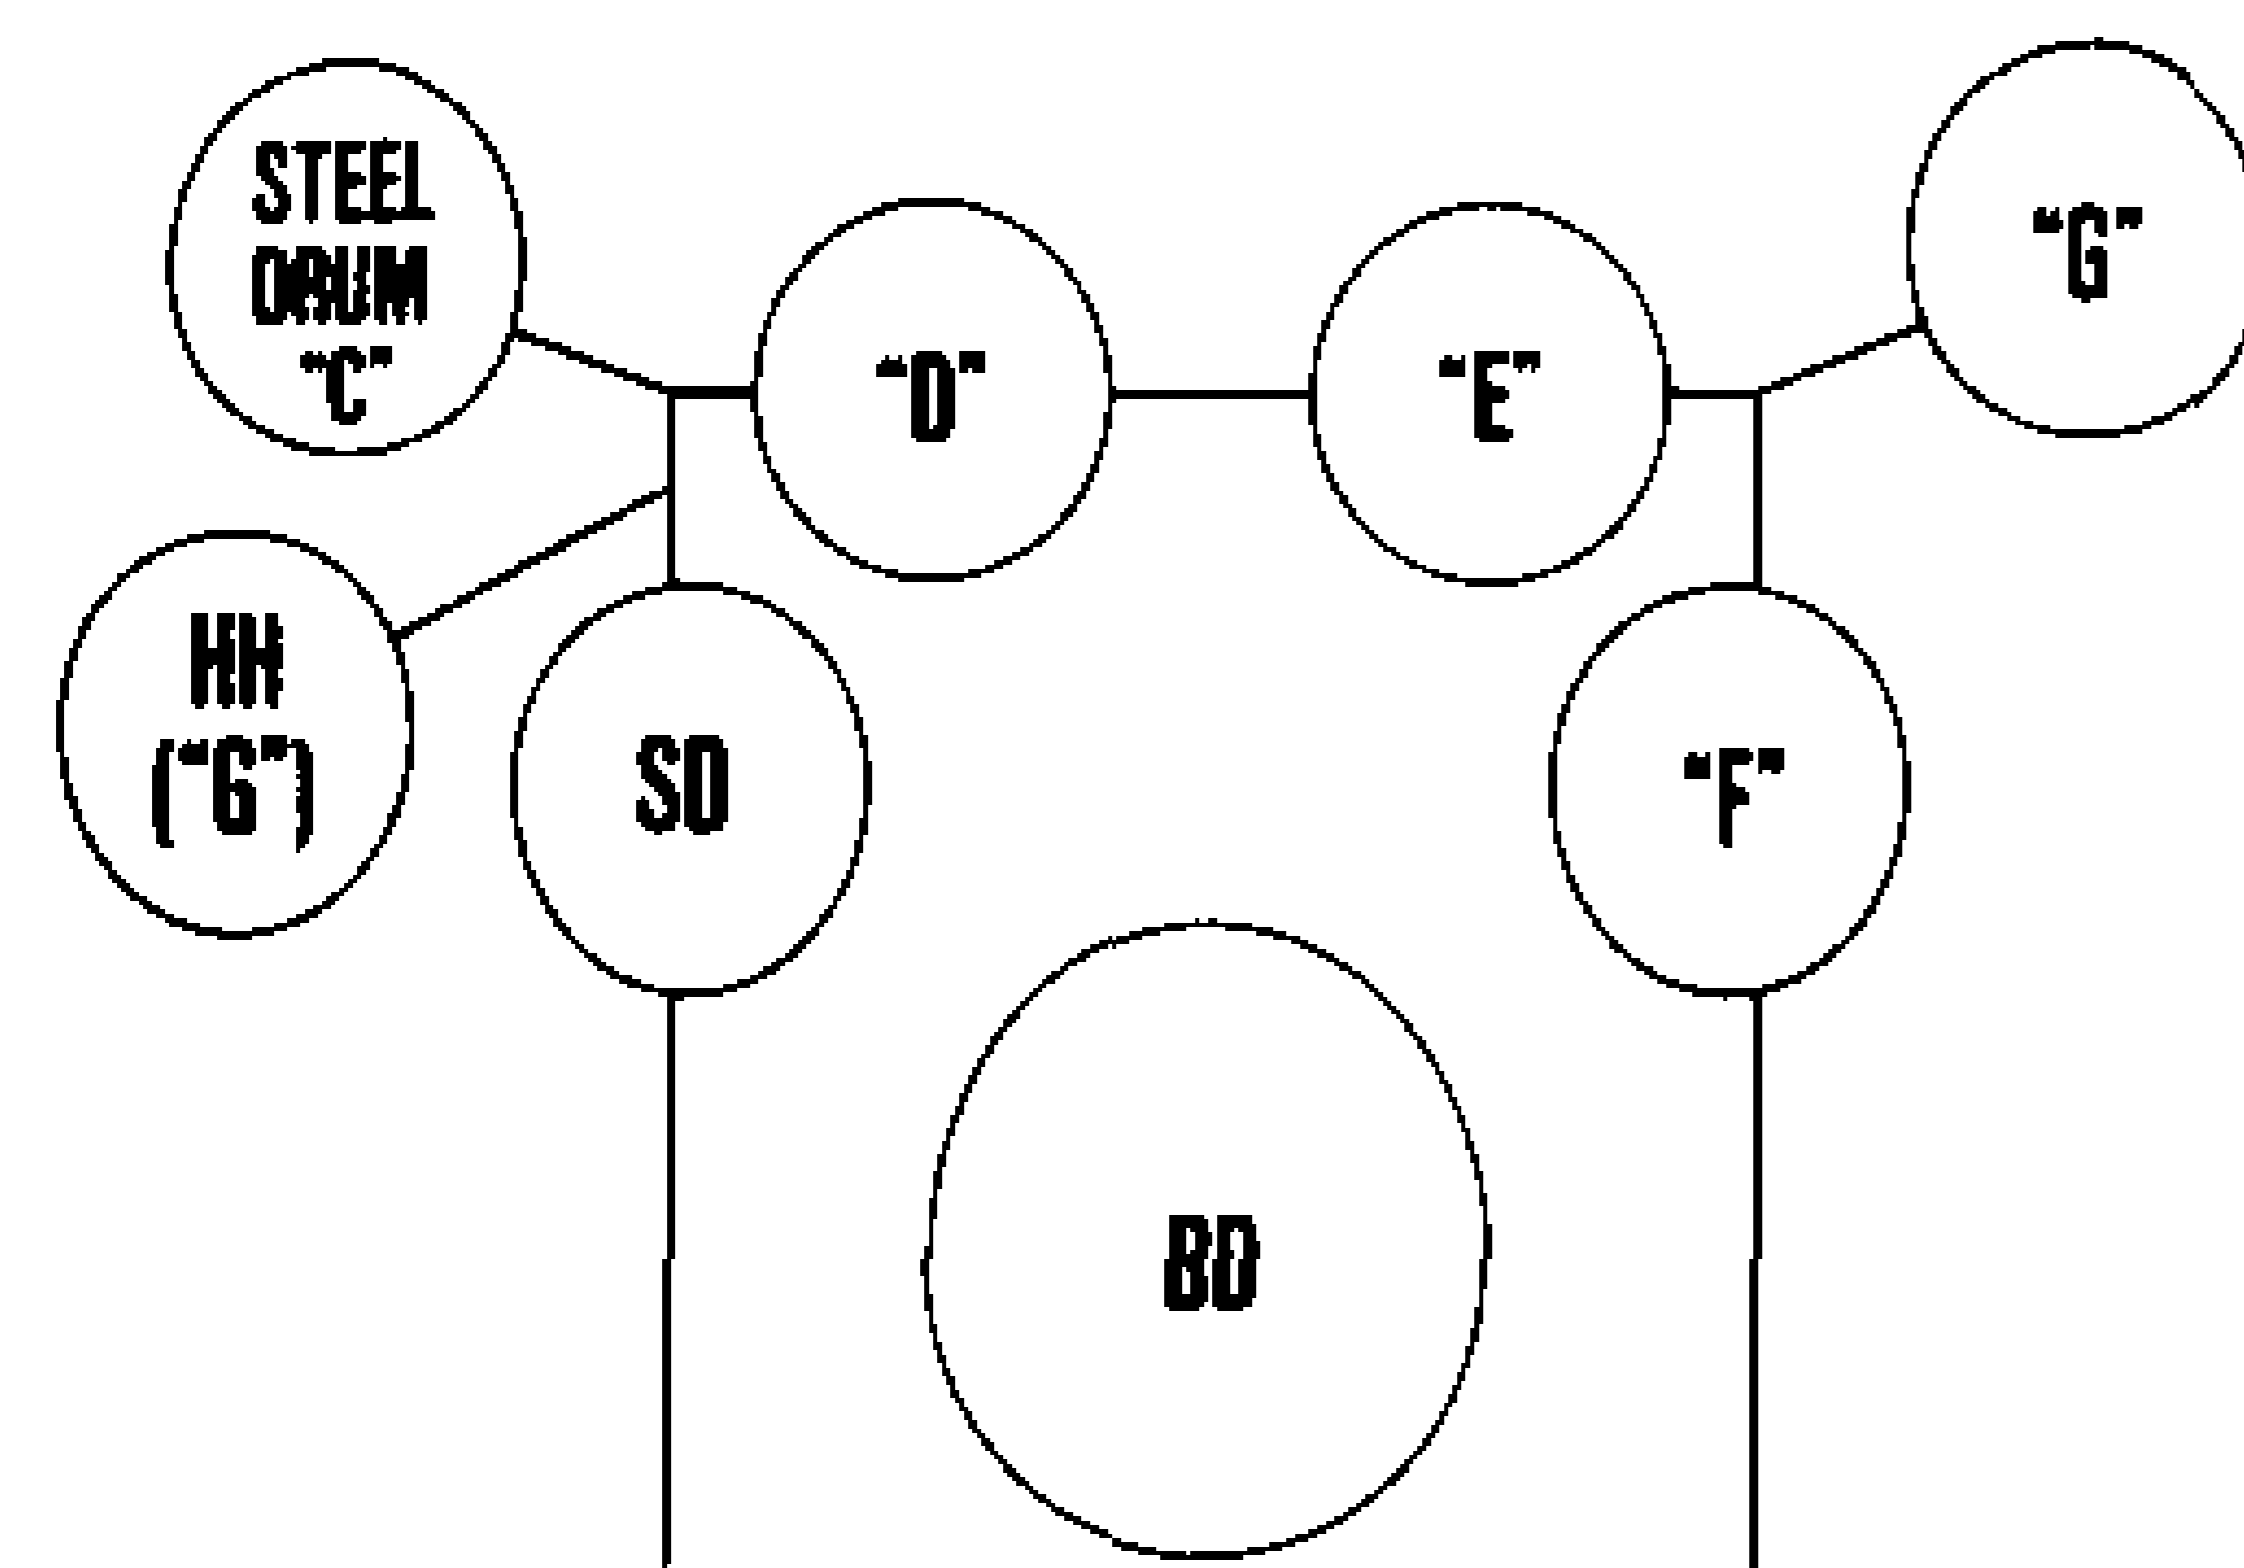 STEEL
DRUM
“C”
“D”
“E”
“G”
HH
(“G”)
SD
“F”
BD